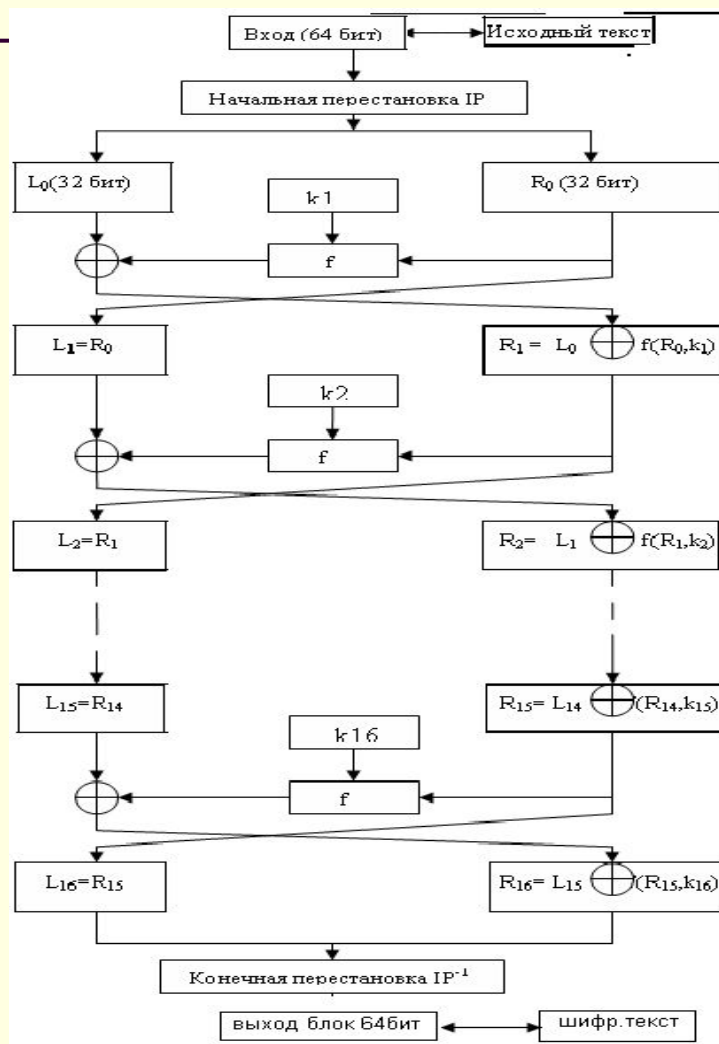 Вход (64 бит) Исходный текст
Начальная перестановка IP
L₀(32 бит) R₀ (32 бит)
k1
f
L₁=R₀ R₁ = L₀ ⊕ f(R₀,k₁)
k2
f
L₂=R₁ R₂= L₁ ⊕ f(R₁,k₂)
L₁₅=R₁₄ R₁₅= L₁₄ ⊕ (R₁₄,k₁₅)
k16
f
L₁₆=R₁₅ R₁₆= L₁₅ ⊕ (R₁₅,k₁₆)
Конечная перестановка IP⁻¹
выход блок 64бит шифр.текст